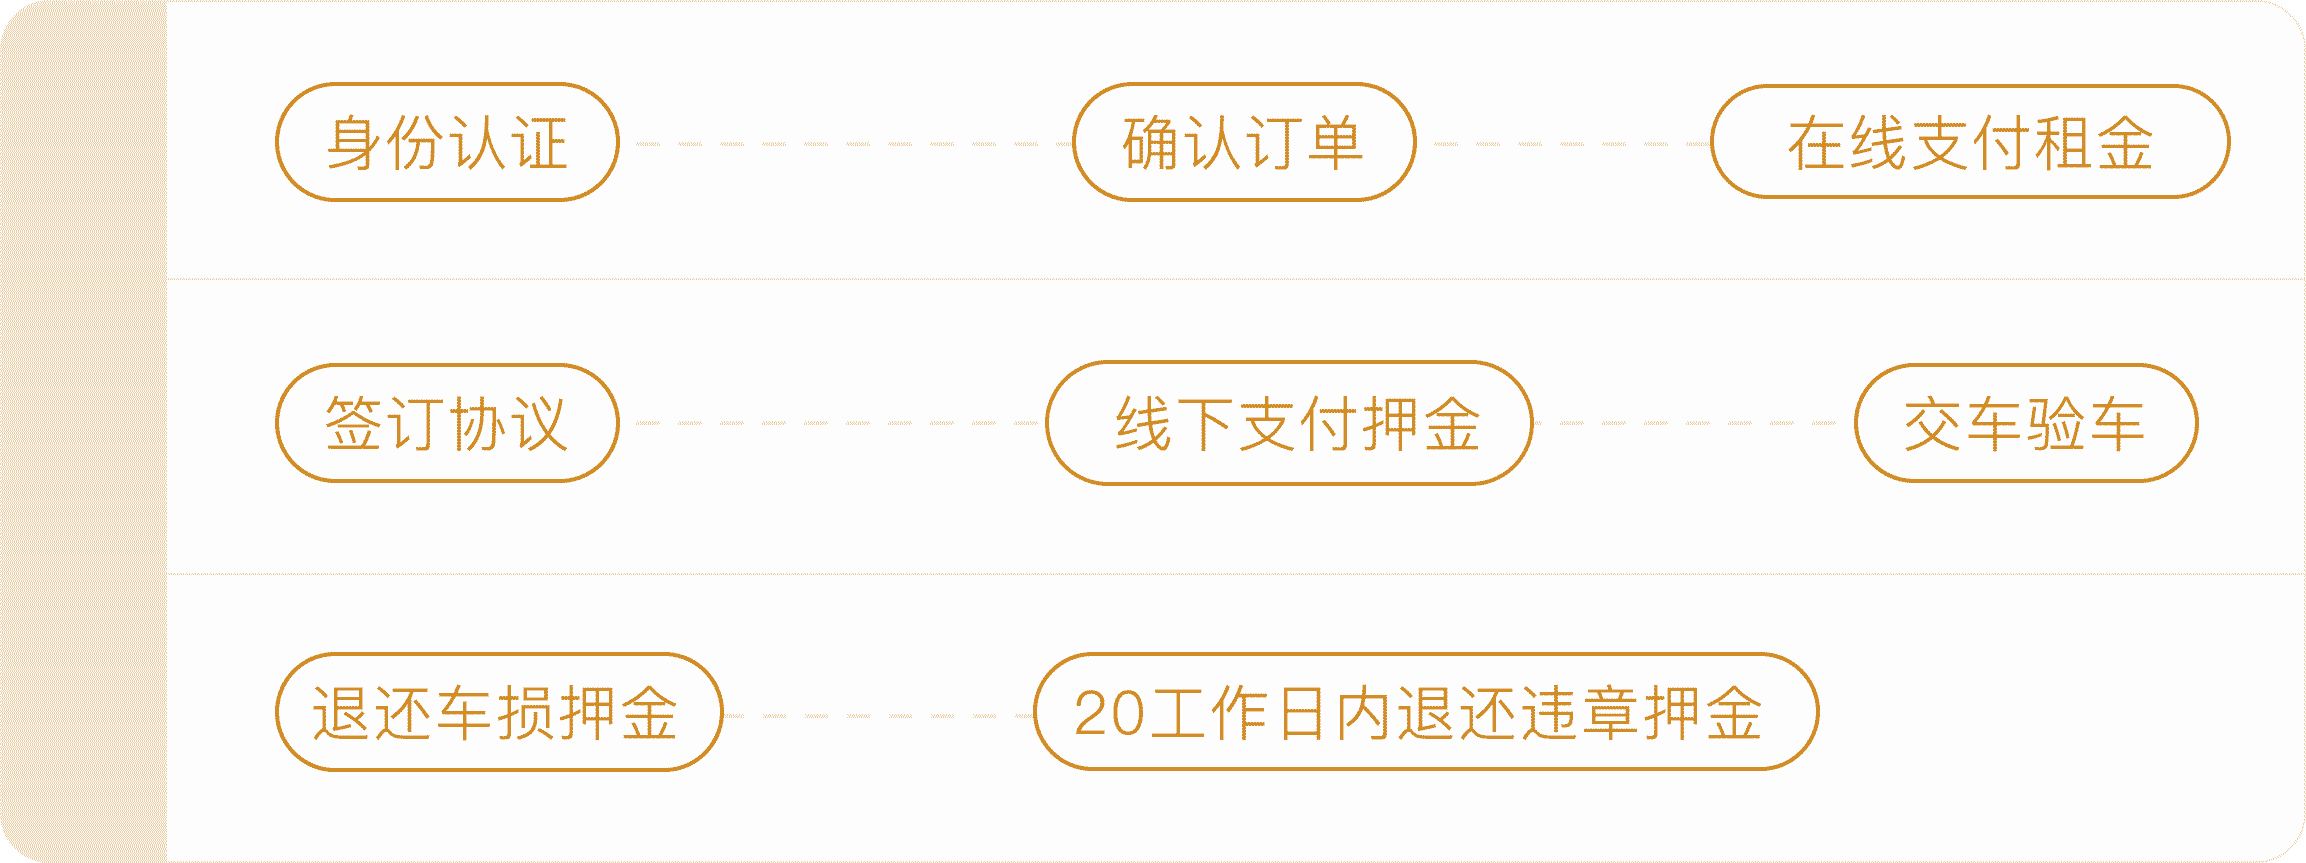 身份认证
确认订单
在线支付租金
签订协议
线下支付押金
交车验车
退还车损押金
20工作日内退还违章押金